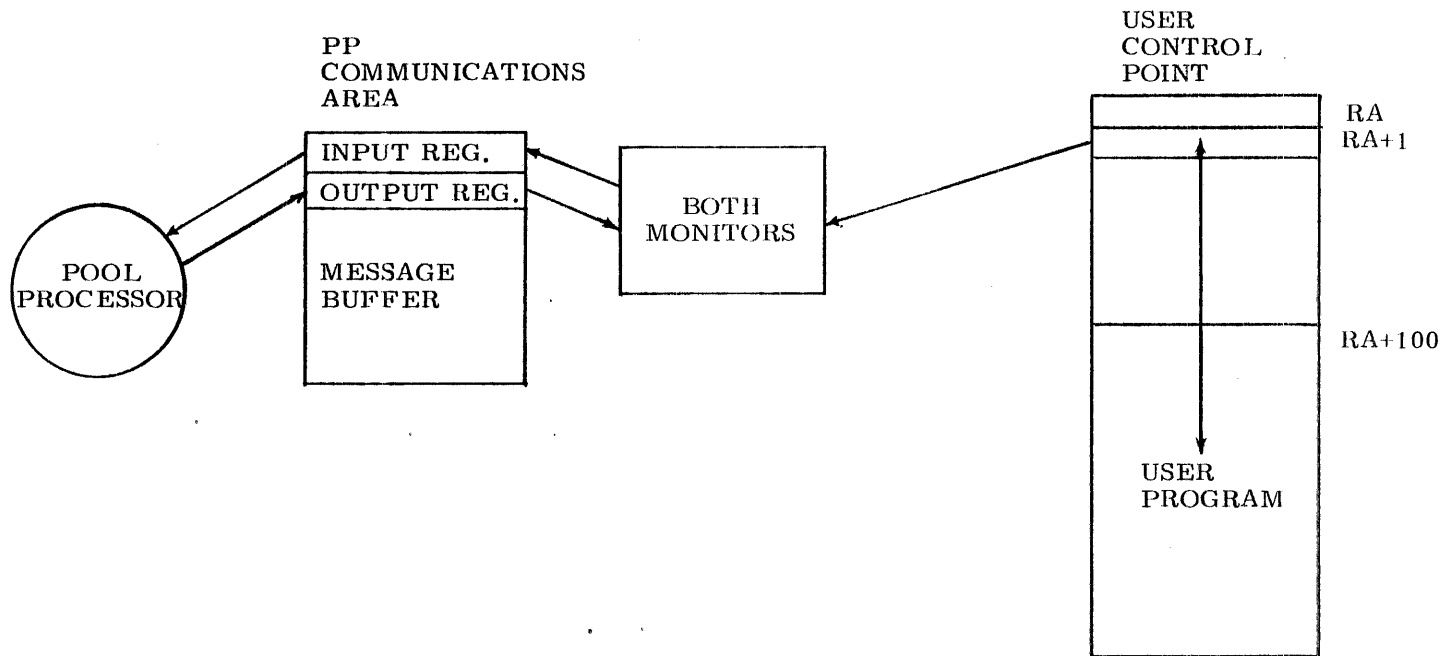 PP
COMMUNICATIONS
AREA
INPUT REG.
OUTPUT REG.
MESSAGE
BUFFER
POOL
PROCESSOR
BOTH
MONITORS
USER
CONTROL
POINT
RA
RA+1
RA+100
USER
PROGRAM